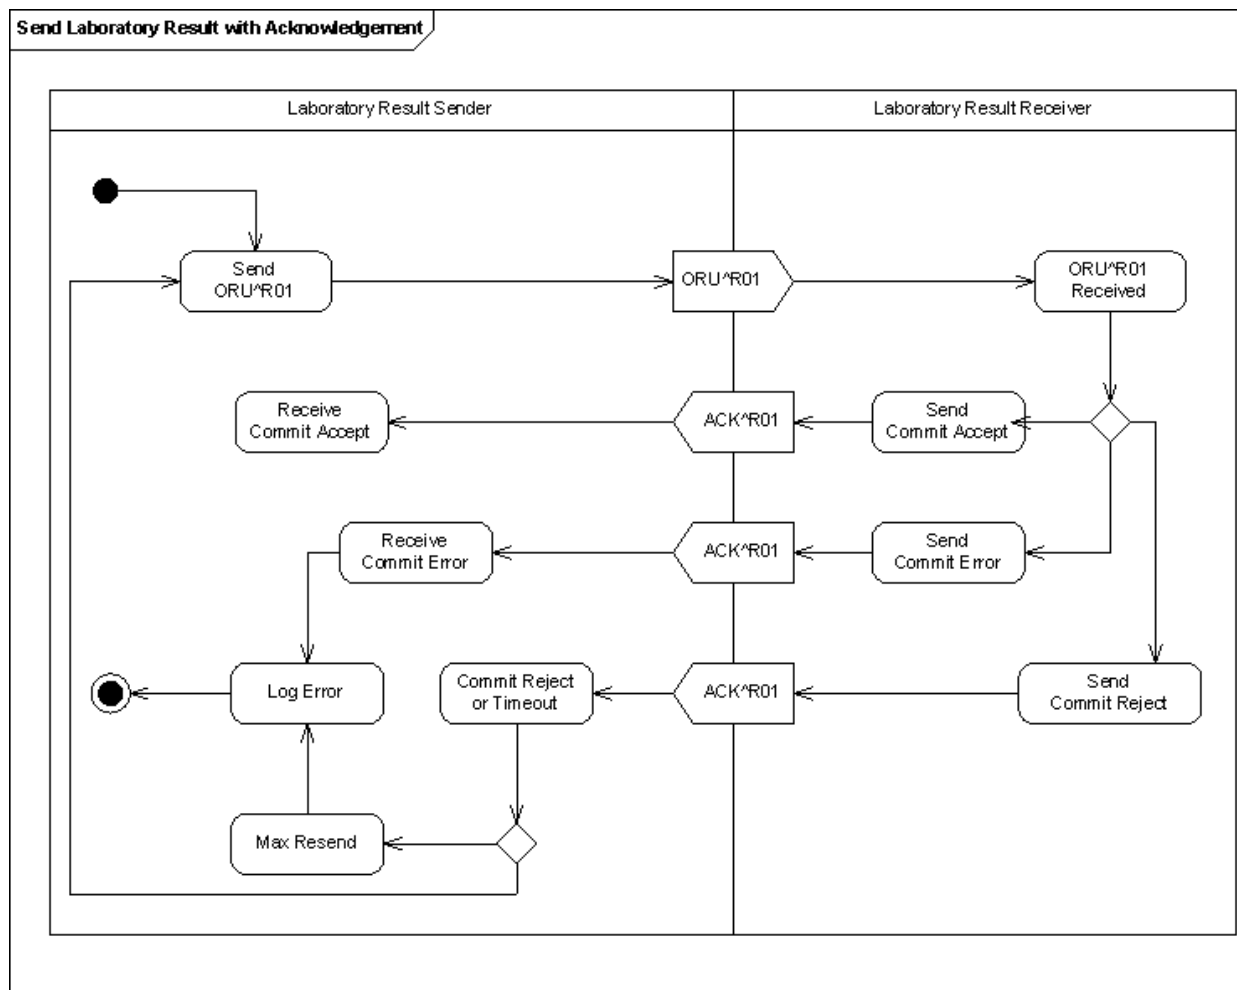 Send Laboratory Result with Acknowledgement
Laboratory Result Sender
Laboratory Result Receiver
Send
ORU^R01
ORU^R01
ORU^R01
Received
Receive
Commit Accept
ACK^R01
Send
Commit Accept
Receive
Commit Error
ACK^R01
Send
Commit Error
Log Error
Commit Reject
or Timeout
ACK^R01
Send
Commit Reject
Max Resend